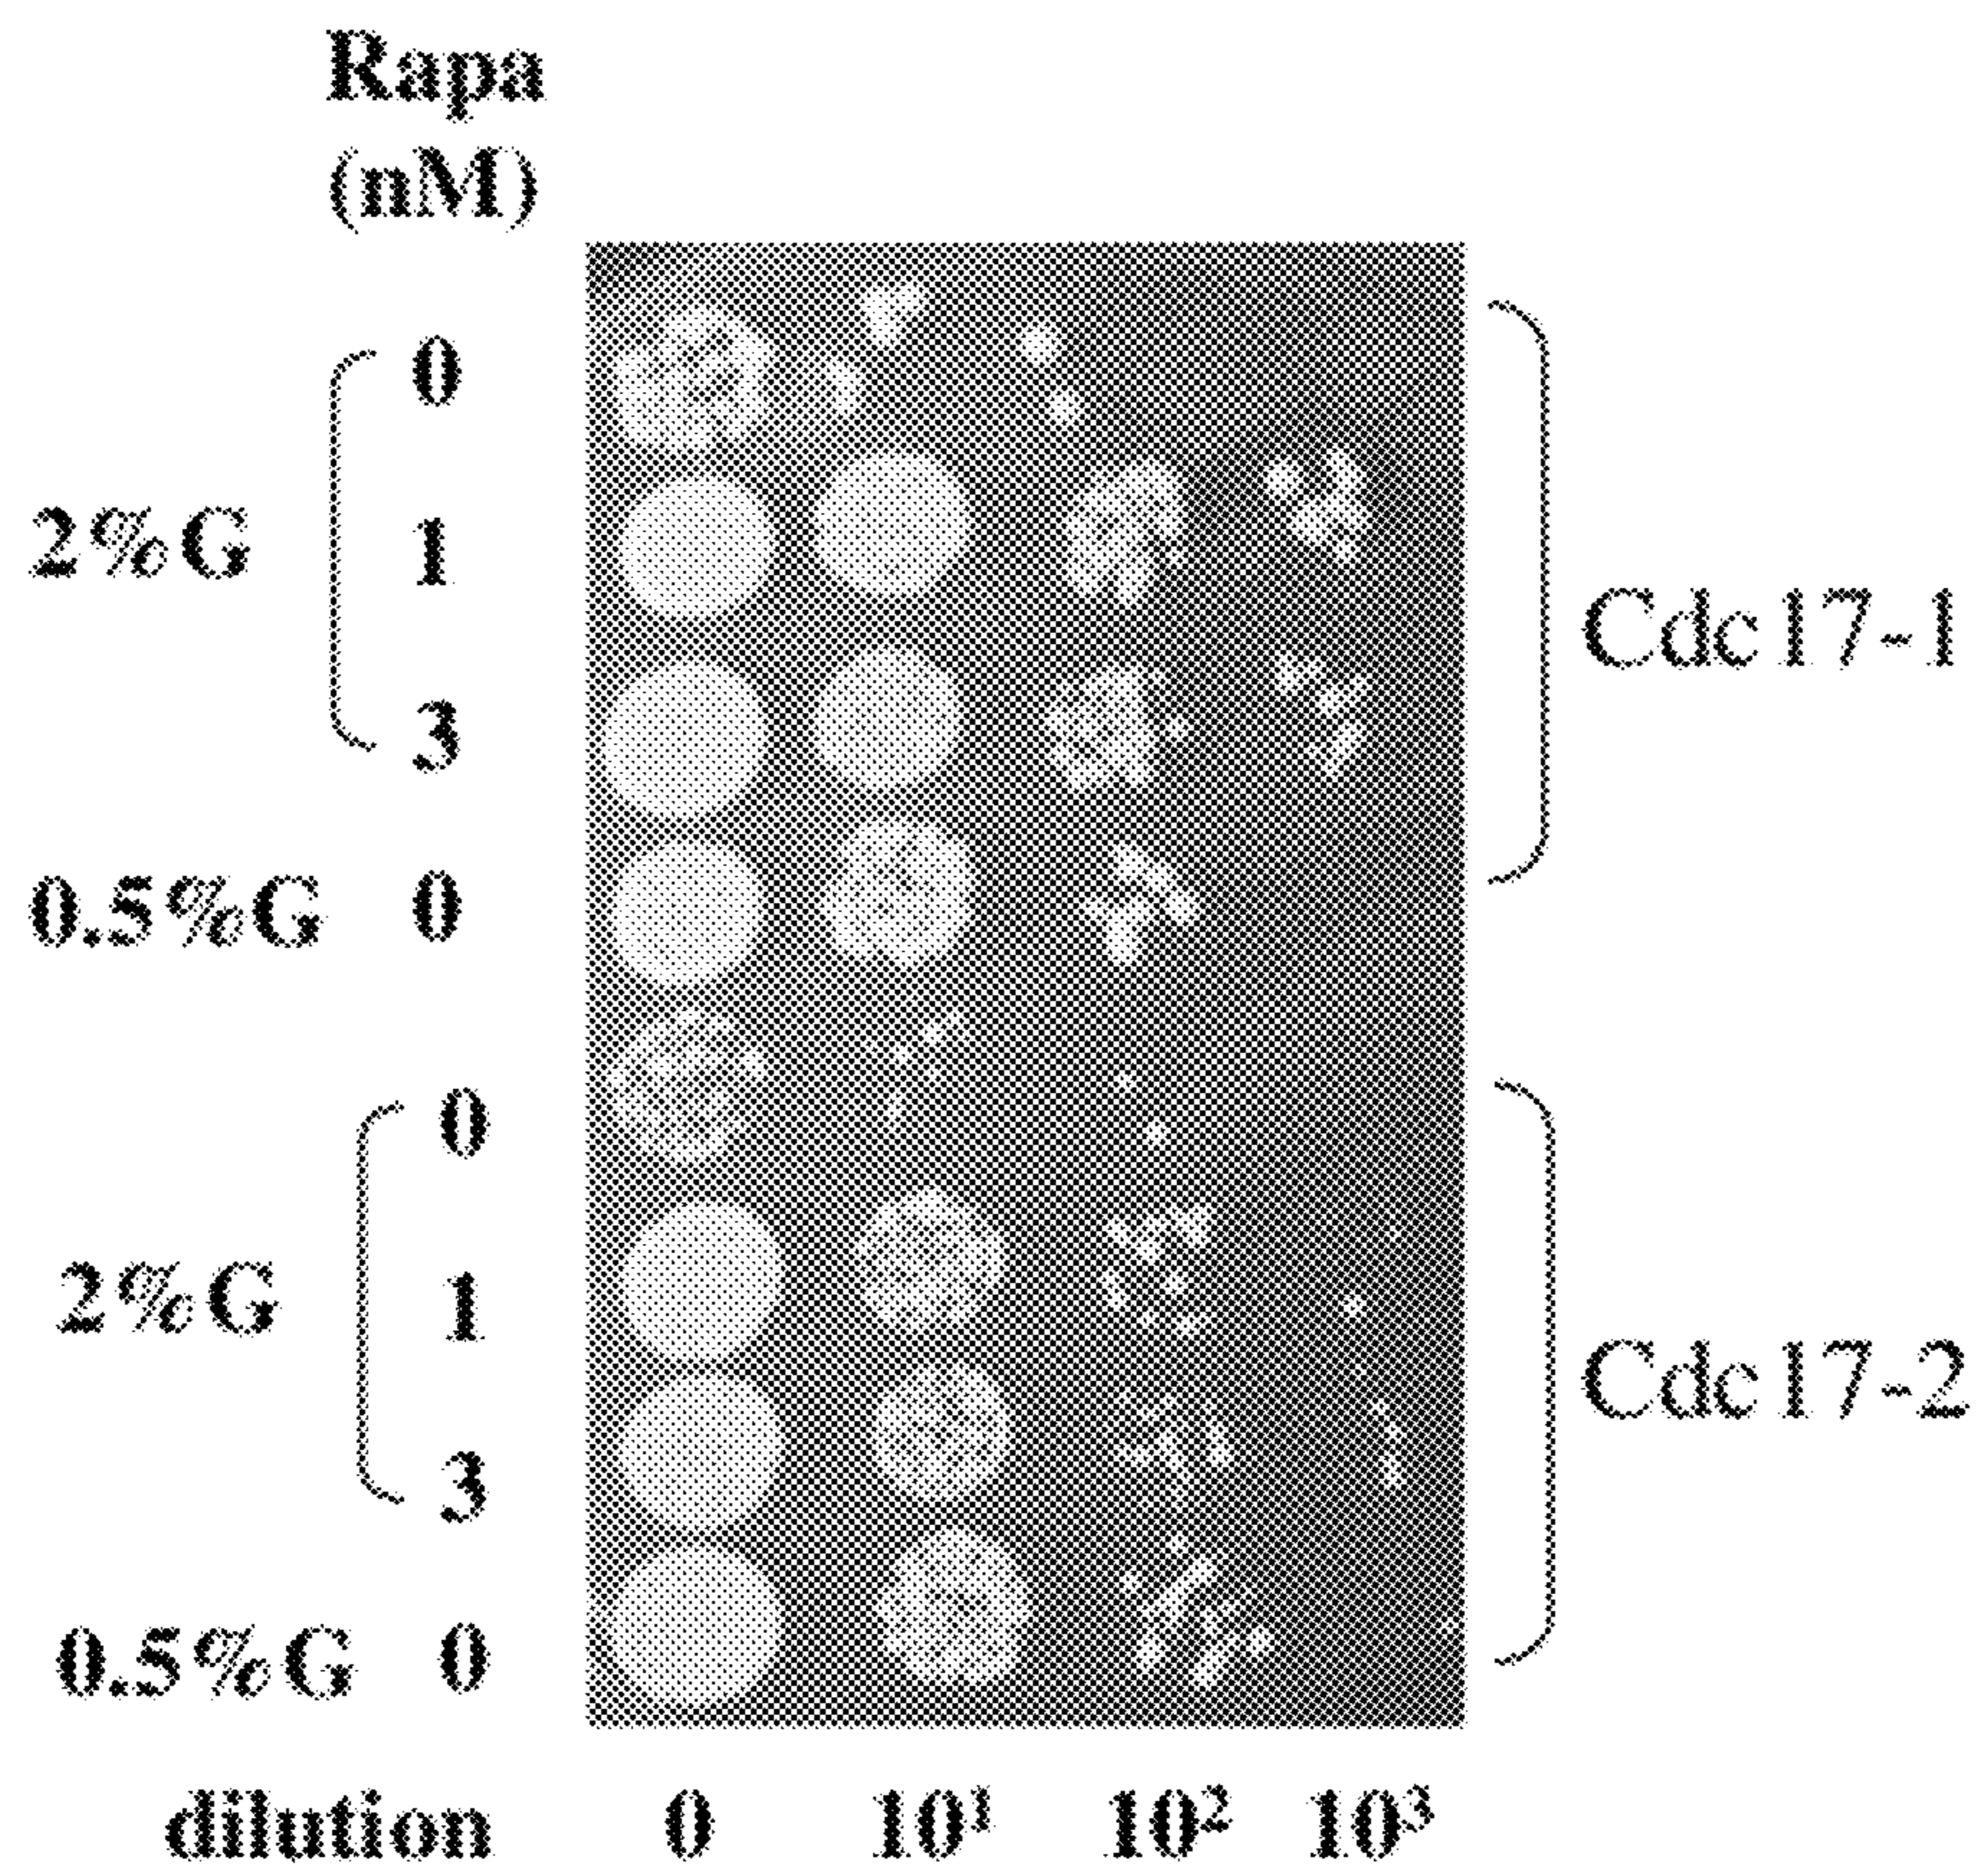 Rapa
(nM)
0
2%G 1
3
Cdc17-1
0.5%G 0
0
2%G 1
3
Cdc17-2
0.5%G 0
dilution 0 10¹ 10² 10³